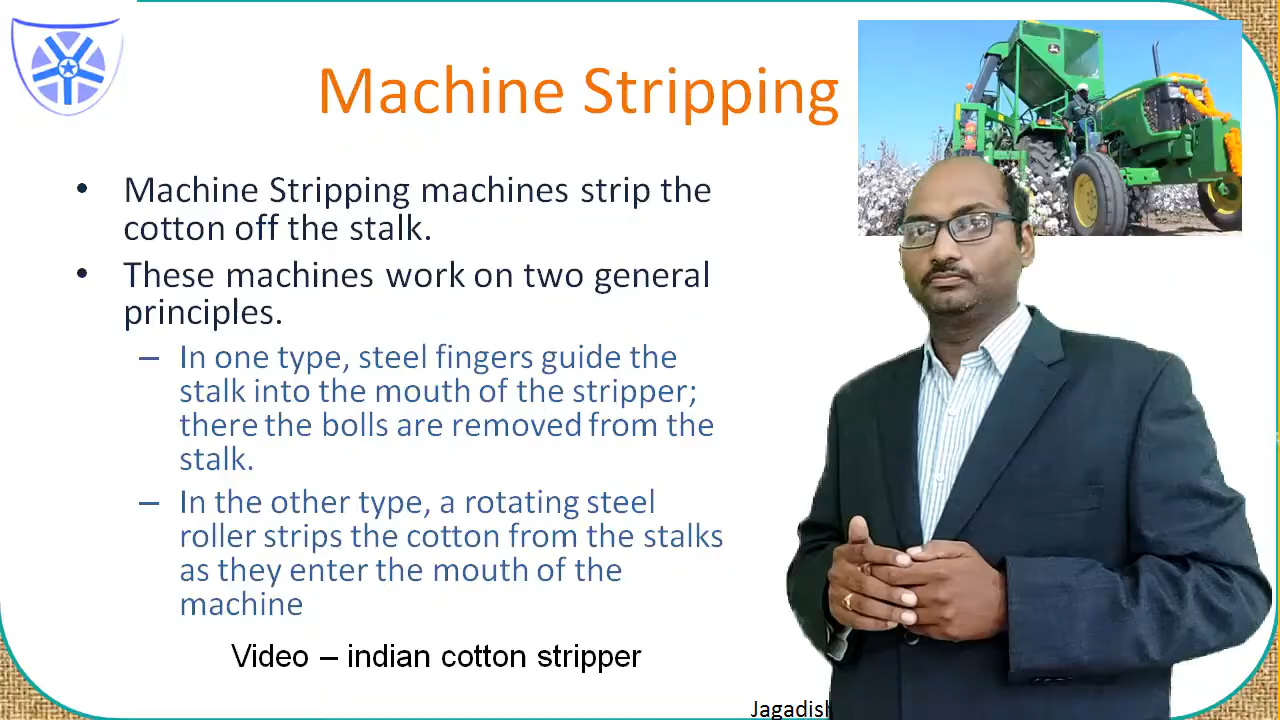 Machine Stripping
• Machine Stripping machines strip the
cotton off the stalk.
• These machines work on two general
principles.
– In one type, steel fingers guide the
stalk into the mouth of the stripper;
there the bolls are removed from the
stalk.
– In the other type, a rotating steel
roller strips the cotton from the stalks
as they enter the mouth of the
machine
Video – indian cotton stripper
Jagadish